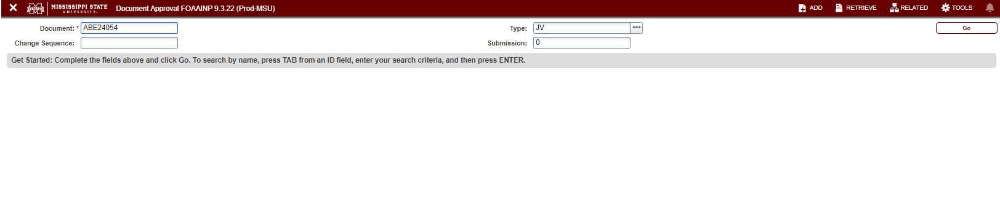 ✕ STATE MISSISSIPPI STATE UNIVERSITY™ Document Approval FOAAINP 9.3.22 (Prod-MSU) ADD RETRIEVE RELATED TOOLS
Document: * ABE24054 Type: JV ••• Go
Change Sequence: Submission: 0
Get Started: Complete the fields above and click Go. To search by name, press TAB from an ID field, enter your search criteria, and then press ENTER.